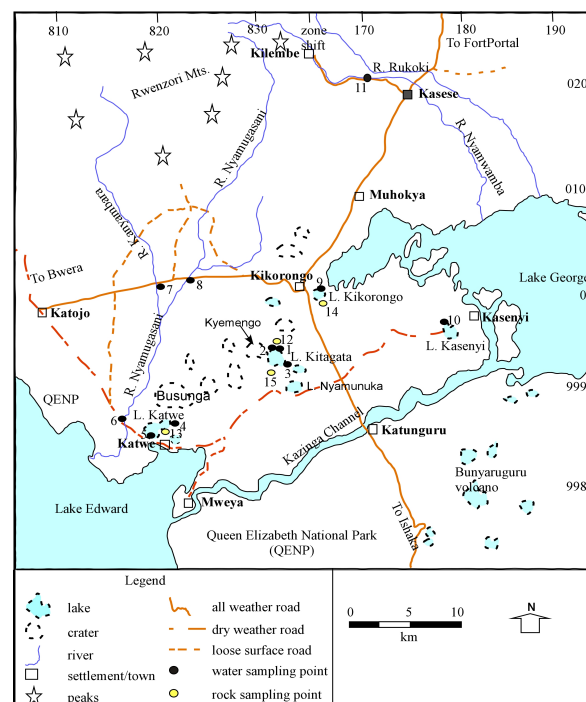 810 820 830 zone 170 180 190
shift
To FortPortal
Kilembe
R. Rukoki
Rwenzori Mts.
11
020
Kasese
R. Nyamugasani
R. Nyamwamba
Muhokya
010
R. Kanyambara
To Bwera
Lake George
Kikorongo
9
7
8
0
L. Kikorongo
14
Katojo
Kasenyi
10
Kyemengo
12
2 1
L. Kitagata
L. Kasenyi
R. Nyamugasani
3
15
L. Nyamunuka
999
QENP
Busunga
6
L. Katwe
4
5
13
Katwe
Katunguru
Kazinga Channel
Bunyaruguru
volcano
998
Mweya
Lake Edward
To Ishaka
Queen Elizabeth National Park
(QENP)
Legend
lake
crater
river
settlement/town
peaks
all weather road
dry weather road
loose surface road
water sampling point
rock sampling point
0 5 10
km
N